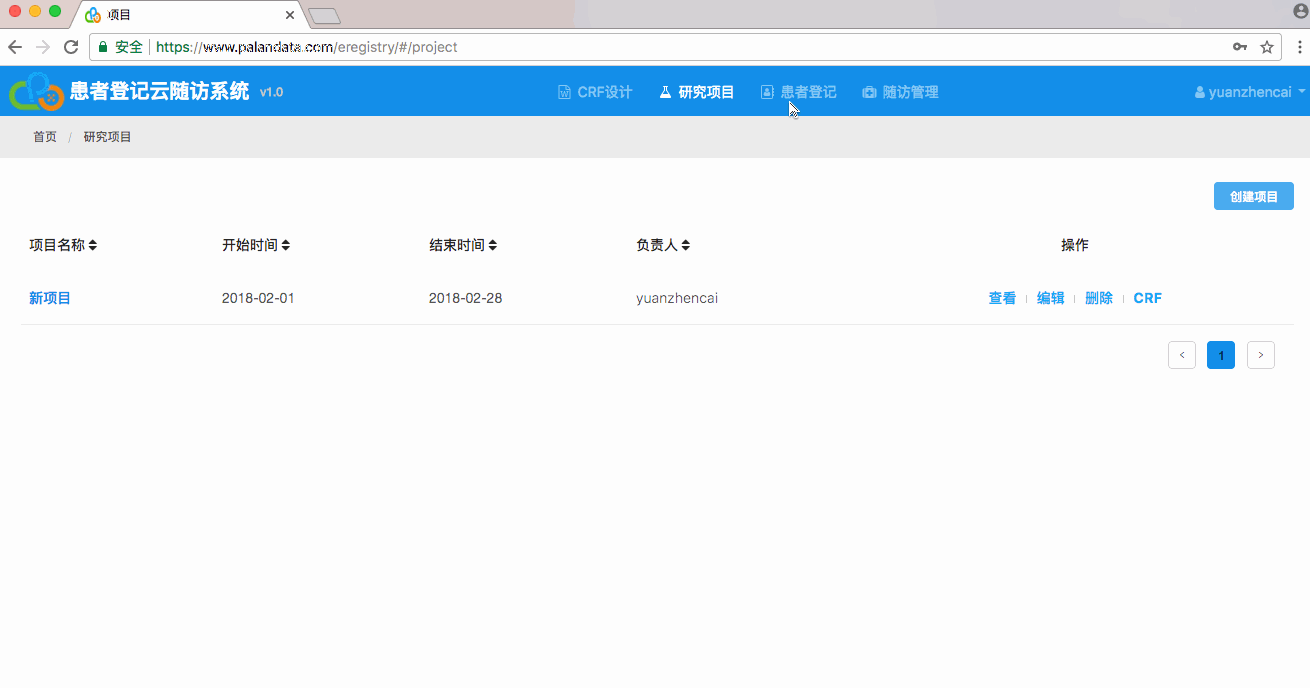 项目
安全 https://www.palandata.com/eregistry/#/project
患者登记云随访系统 v1.0 CRF设计 研究项目 患者登记 随访管理 yuanzhencai
首页 / 研究项目
创建项目
项目名称 开始时间 结束时间 负责人 操作
新项目 2018-02-01 2018-02-28 yuanzhencai 查看 编辑 删除 CRF
< 1 >